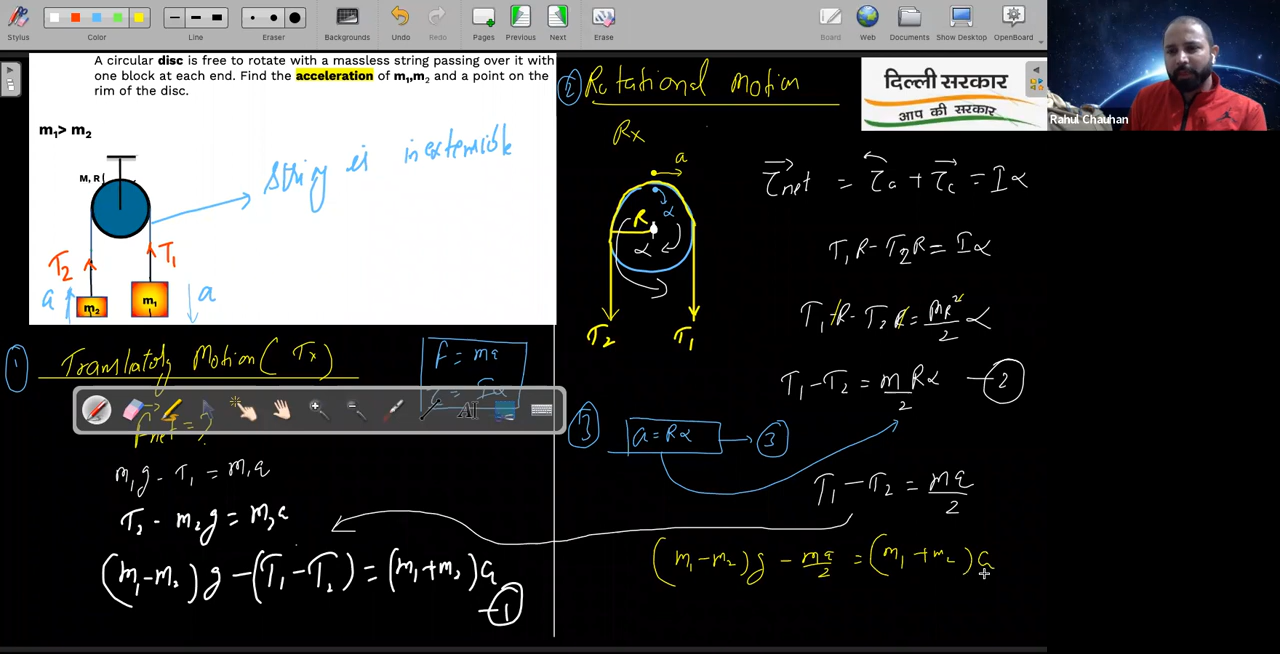 Stylus
Color
Line
Eraser
Backgrounds
Undo
Redo
Pages
Previous
Next
Erase
Board
Web
Documents
Show Desktop
OpenBoard
A circular disc is free to rotate with a massless string passing over it with
one block at each end. Find the acceleration of m₁,m₂ and a point on the
rim of the disc.
m₁> m₂
M, R
String is inextensible
T₂
T₁
a
a
m₂
m₁
① Translatory Motion ( Tx )
F = ma
τ = Iα
Fnet = ?
m₁g - T₁ = m₁a
T₂ - m₂g = m₂a
(m₁-m₂)g - (T₁-T₂) = (m₁+m₂)a
—①
② Rotational Motion
Rx
a
R
α
α
T₂
T₁
τnet = τa + τc = Iα
T₁R - T₂R = Iα
T₁R - T₂R = MR²/2 α
T₁-T₂ = m/2 Rα —②
③ a = Rα → ③
T₁-T₂ = ma/2
(m₁-m₂)g - ma/2 = (m₁+m₂)a
दिल्ली सरकार
आप की सरकार
Rahul Chauhan